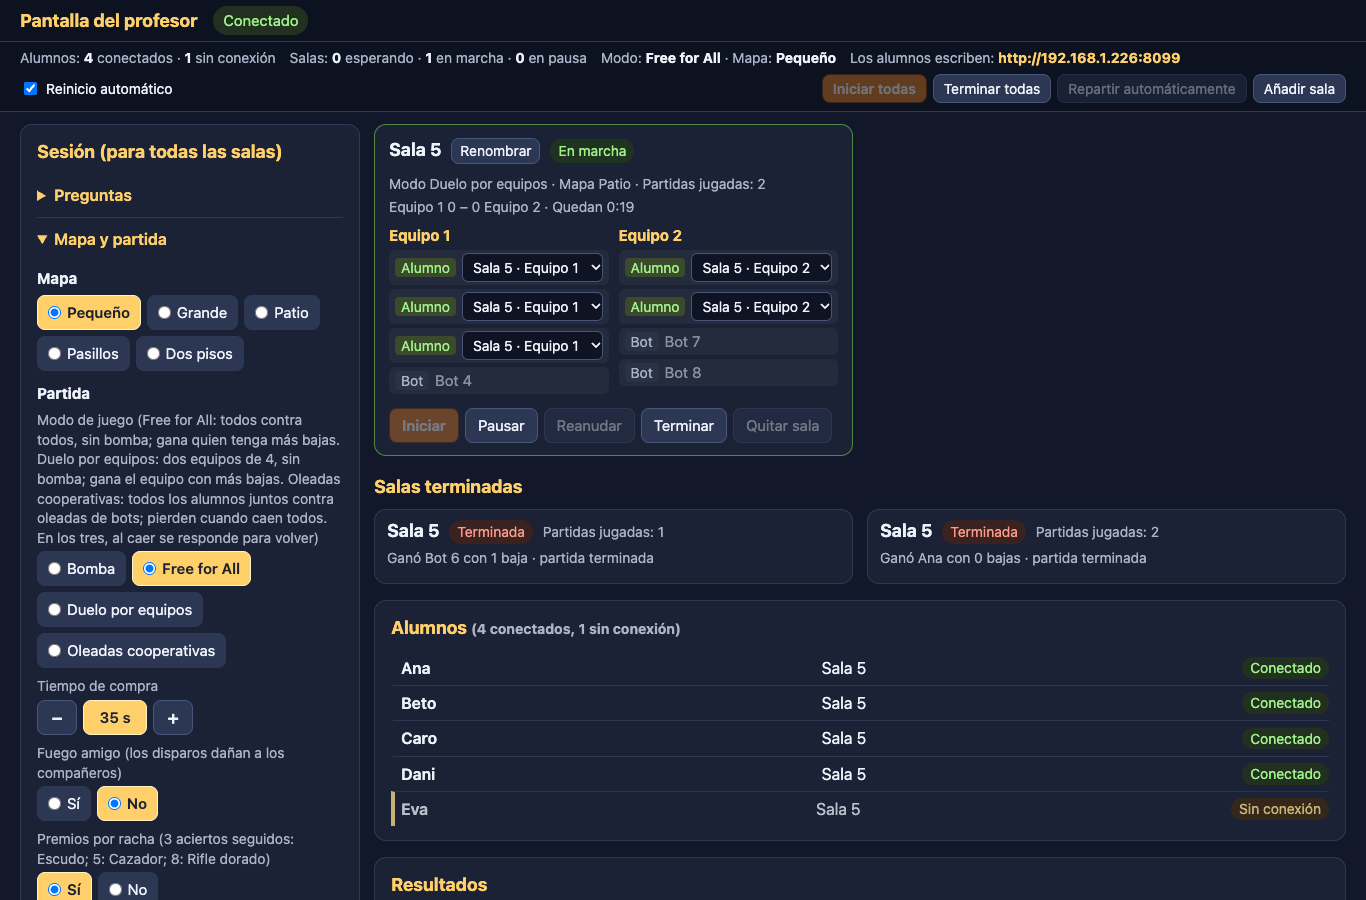 Pantalla del profesor Conectado
Alumnos: 4 conectados · 1 sin conexión Salas: 0 esperando · 1 en marcha · 0 en pausa Modo: Free for All · Mapa: Pequeño Los alumnos escriben: http://192.168.1.226:8099
Reinicio automático Iniciar todas Terminar todas Repartir automáticamente Añadir sala
Sesión (para todas las salas)
Preguntas
Mapa y partida
Mapa
Pequeño Grande Patio
Pasillos Dos pisos
Partida
Modo de juego (Free for All: todos contra
todos, sin bomba; gana quien tenga más bajas.
Duelo por equipos: dos equipos de 4, sin
bomba; gana el equipo con más bajas. Oleadas
cooperativas: todos los alumnos juntos contra
oleadas de bots; pierden cuando caen todos.
En los tres, al caer se responde para volver)
Bomba Free for All
Duelo por equipos
Oleadas cooperativas
Tiempo de compra
− 35 s +
Fuego amigo (los disparos dañan a los
compañeros)
Sí No
Premios por racha (3 aciertos seguidos:
Escudo; 5: Cazador; 8: Rifle dorado)
Sí No
Sala 5 Renombrar En marcha
Modo Duelo por equipos · Mapa Patio · Partidas jugadas: 2
Equipo 1 0 – 0 Equipo 2 · Quedan 0:19
Equipo 1 Equipo 2
Alumno Sala 5 · Equipo 1 Alumno Sala 5 · Equipo 2
Alumno Sala 5 · Equipo 1 Alumno Sala 5 · Equipo 2
Alumno Sala 5 · Equipo 1 Bot Bot 7
Bot Bot 4 Bot Bot 8
Iniciar Pausar Reanudar Terminar Quitar sala
Salas terminadas
Sala 5 Terminada Partidas jugadas: 1
Ganó Bot 6 con 1 baja · partida terminada
Sala 5 Terminada Partidas jugadas: 2
Ganó Ana con 0 bajas · partida terminada
Alumnos (4 conectados, 1 sin conexión)
Ana Sala 5 Conectado
Beto Sala 5 Conectado
Caro Sala 5 Conectado
Dani Sala 5 Conectado
Eva Sala 5 Sin conexión
Resultados